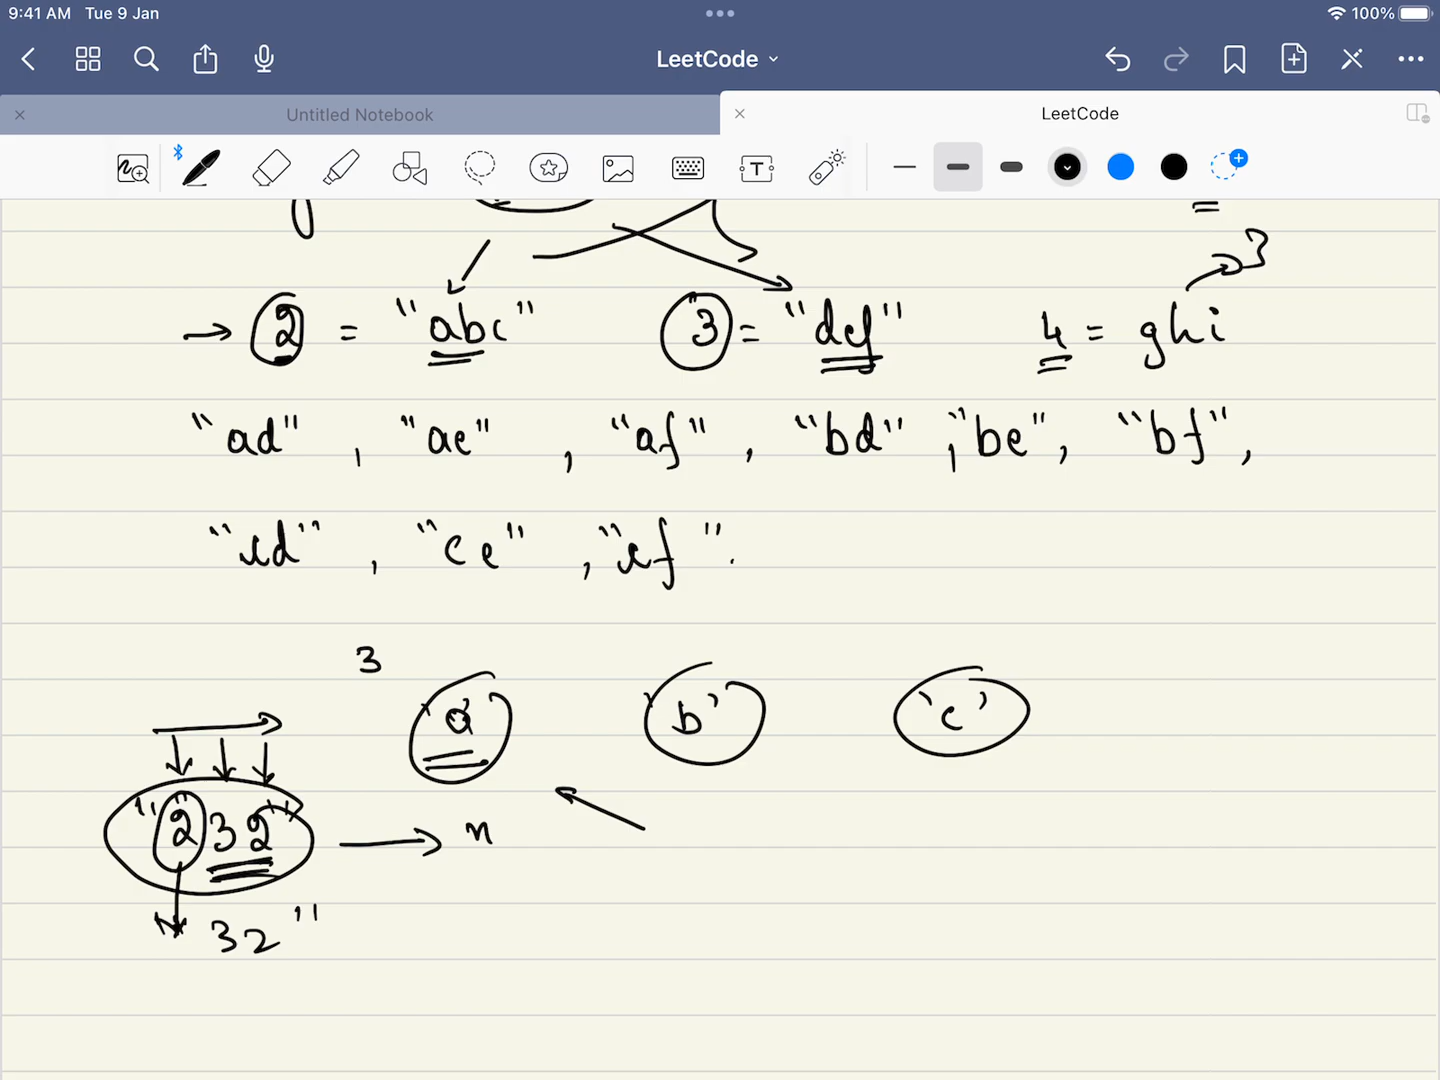 9:41 AM Tue 9 Jan 100%
LeetCode
Untitled Notebook LeetCode
3
→ 2 = "abc" 3 = "def" 4 = ghi
"ad" , "ae" , "af" , "bd" , "be" , "bf" ,
"cd" , "ce" , "cf" .
3
'a' 'b' 'c'
"232" → n
32"